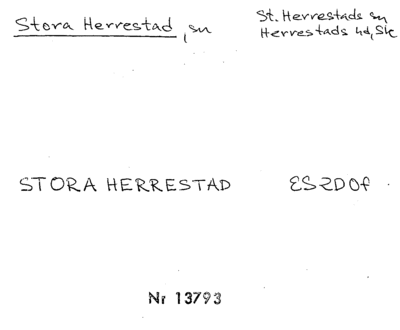 Stora Herrestad, sn
St. Herrestads sn
Herrestads hd, Sk
STORA HERRESTAD
ES2D0f
Nr 13793